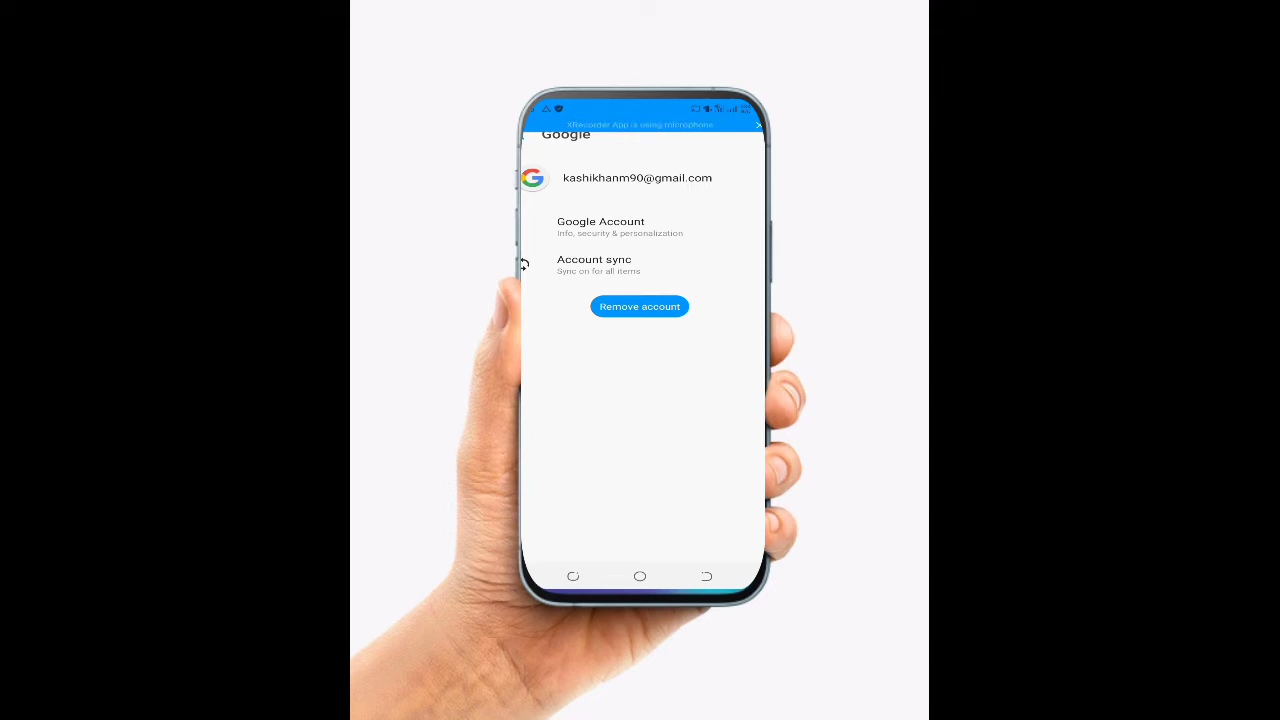 XRecorder App is using microphone
Google
kashikhanm90@gmail.com
Google Account
Info, security & personalization
Account sync
Sync on for all items
Remove account